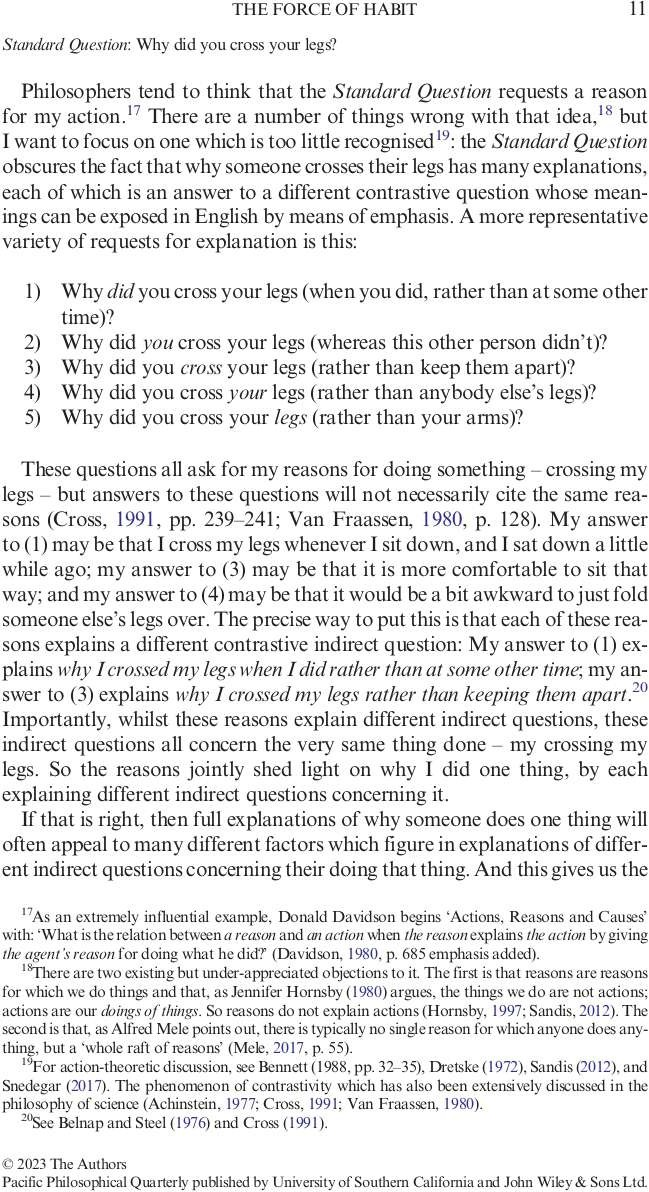 THE FORCE OF HABIT 11
Standard Question: Why did you cross your legs?
Philosophers tend to think that the Standard Question requests a reason
for my action.17 There are a number of things wrong with that idea,18 but
I want to focus on one which is too little recognised19: the Standard Question
obscures the fact that why someone crosses their legs has many explanations,
each of which is an answer to a different contrastive question whose mean-
ings can be exposed in English by means of emphasis. A more representative
variety of requests for explanation is this:
1) Why did you cross your legs (when you did, rather than at some other
time)?
2) Why did you cross your legs (whereas this other person didn't)?
3) Why did you cross your legs (rather than keep them apart)?
4) Why did you cross your legs (rather than anybody else's legs)?
5) Why did you cross your legs (rather than your arms)?
These questions all ask for my reasons for doing something – crossing my
legs – but answers to these questions will not necessarily cite the same rea-
sons (Cross, 1991, pp. 239–241; Van Fraassen, 1980, p. 128). My answer
to (1) may be that I cross my legs whenever I sit down, and I sat down a little
while ago; my answer to (3) may be that it is more comfortable to sit that
way; and my answer to (4) may be that it would be a bit awkward to just fold
someone else's legs over. The precise way to put this is that each of these rea-
sons explains a different contrastive indirect question: My answer to (1) ex-
plains why I crossed my legs when I did rather than at some other time; my an-
swer to (3) explains why I crossed my legs rather than keeping them apart.20
Importantly, whilst these reasons explain different indirect questions, these
indirect questions all concern the very same thing done – my crossing my
legs. So the reasons jointly shed light on why I did one thing, by each
explaining different indirect questions concerning it.
If that is right, then full explanations of why someone does one thing will
often appeal to many different factors which figure in explanations of differ-
ent indirect questions concerning their doing that thing. And this gives us the
17As an extremely influential example, Donald Davidson begins 'Actions, Reasons and Causes'
with: 'What is the relation between a reason and an action when the reason explains the action by giving
the agent's reason for doing what he did?' (Davidson, 1980, p. 685 emphasis added).
18There are two existing but under-appreciated objections to it. The first is that reasons are reasons
for which we do things and that, as Jennifer Hornsby (1980) argues, the things we do are not actions;
actions are our doings of things. So reasons do not explain actions (Hornsby, 1997; Sandis, 2012). The
second is that, as Alfred Mele points out, there is typically no single reason for which anyone does any-
thing, but a 'whole raft of reasons' (Mele, 2017, p. 55).
19For action-theoretic discussion, see Bennett (1988, pp. 32–35), Dretske (1972), Sandis (2012), and
Snedegar (2017). The phenomenon of contrastivity which has also been extensively discussed in the
philosophy of science (Achinstein, 1977; Cross, 1991; Van Fraassen, 1980).
20See Belnap and Steel (1976) and Cross (1991).
© 2023 The Authors
Pacific Philosophical Quarterly published by University of Southern California and John Wiley & Sons Ltd.